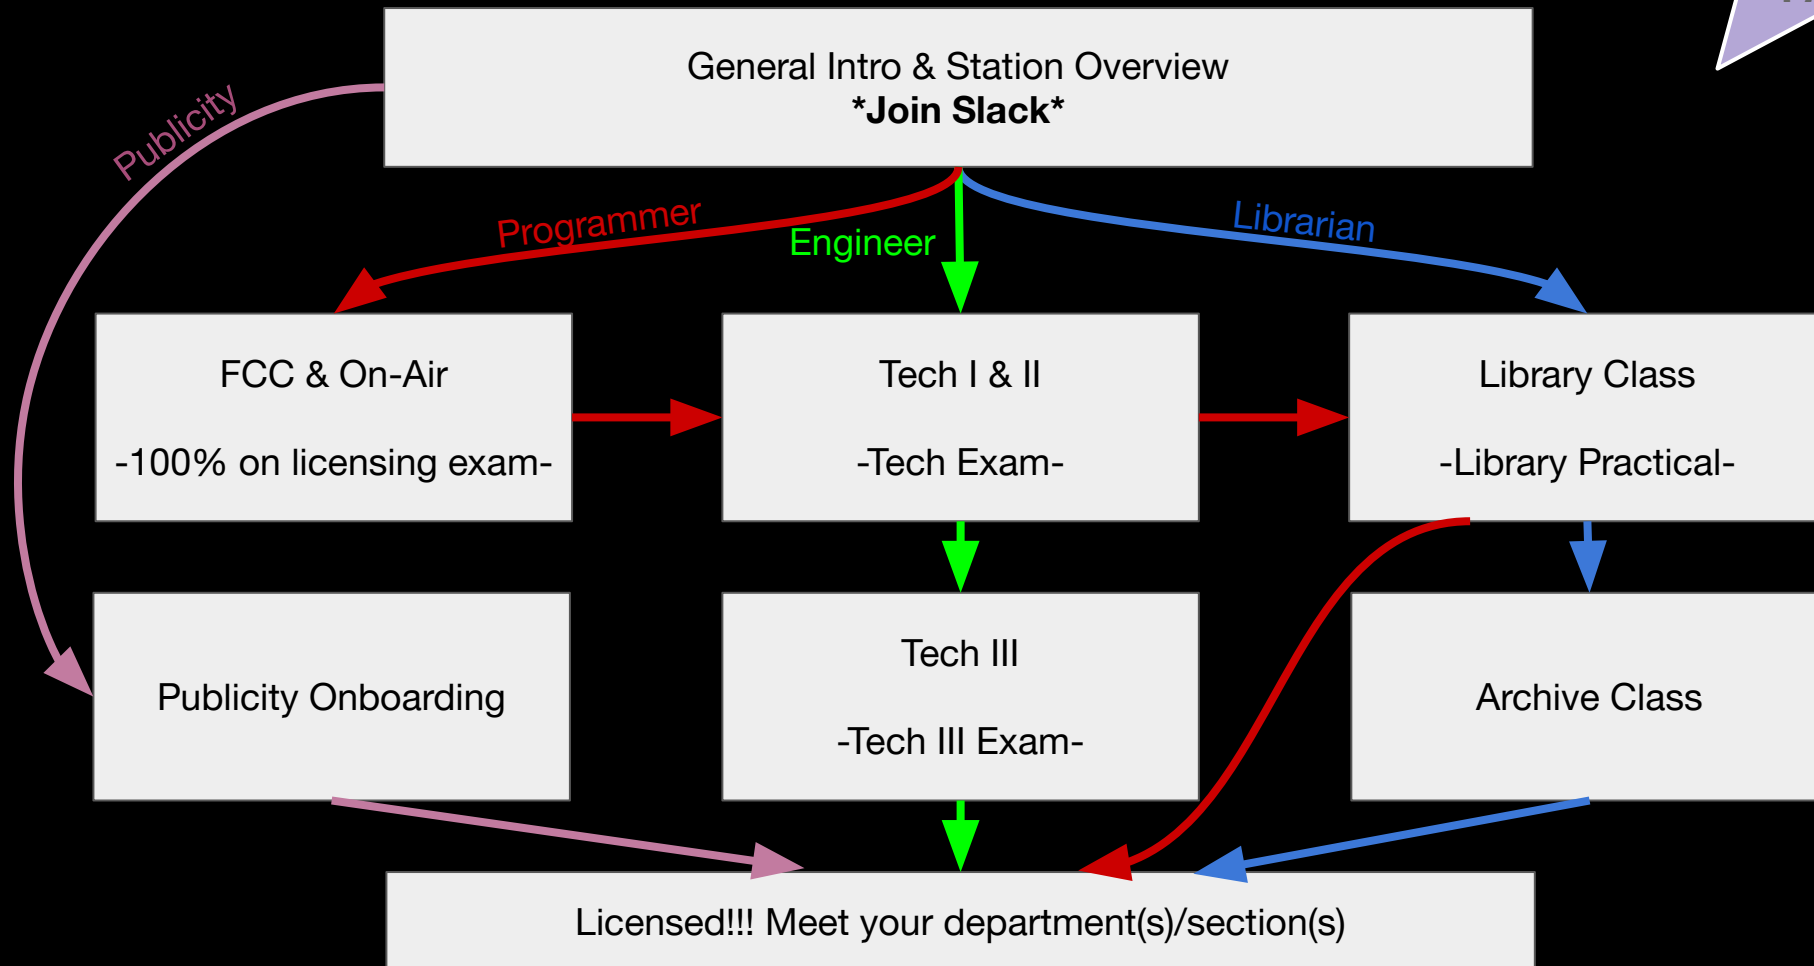 General Intro & Station Overview
*Join Slack*
Publicity
Programmer
Engineer
Librarian
FCC & On-Air
-100% on licensing exam-
Tech I & II
-Tech Exam-
Library Class
-Library Practical-
Publicity Onboarding
Tech III
-Tech III Exam-
Archive Class
Licensed!!! Meet your department(s)/section(s)